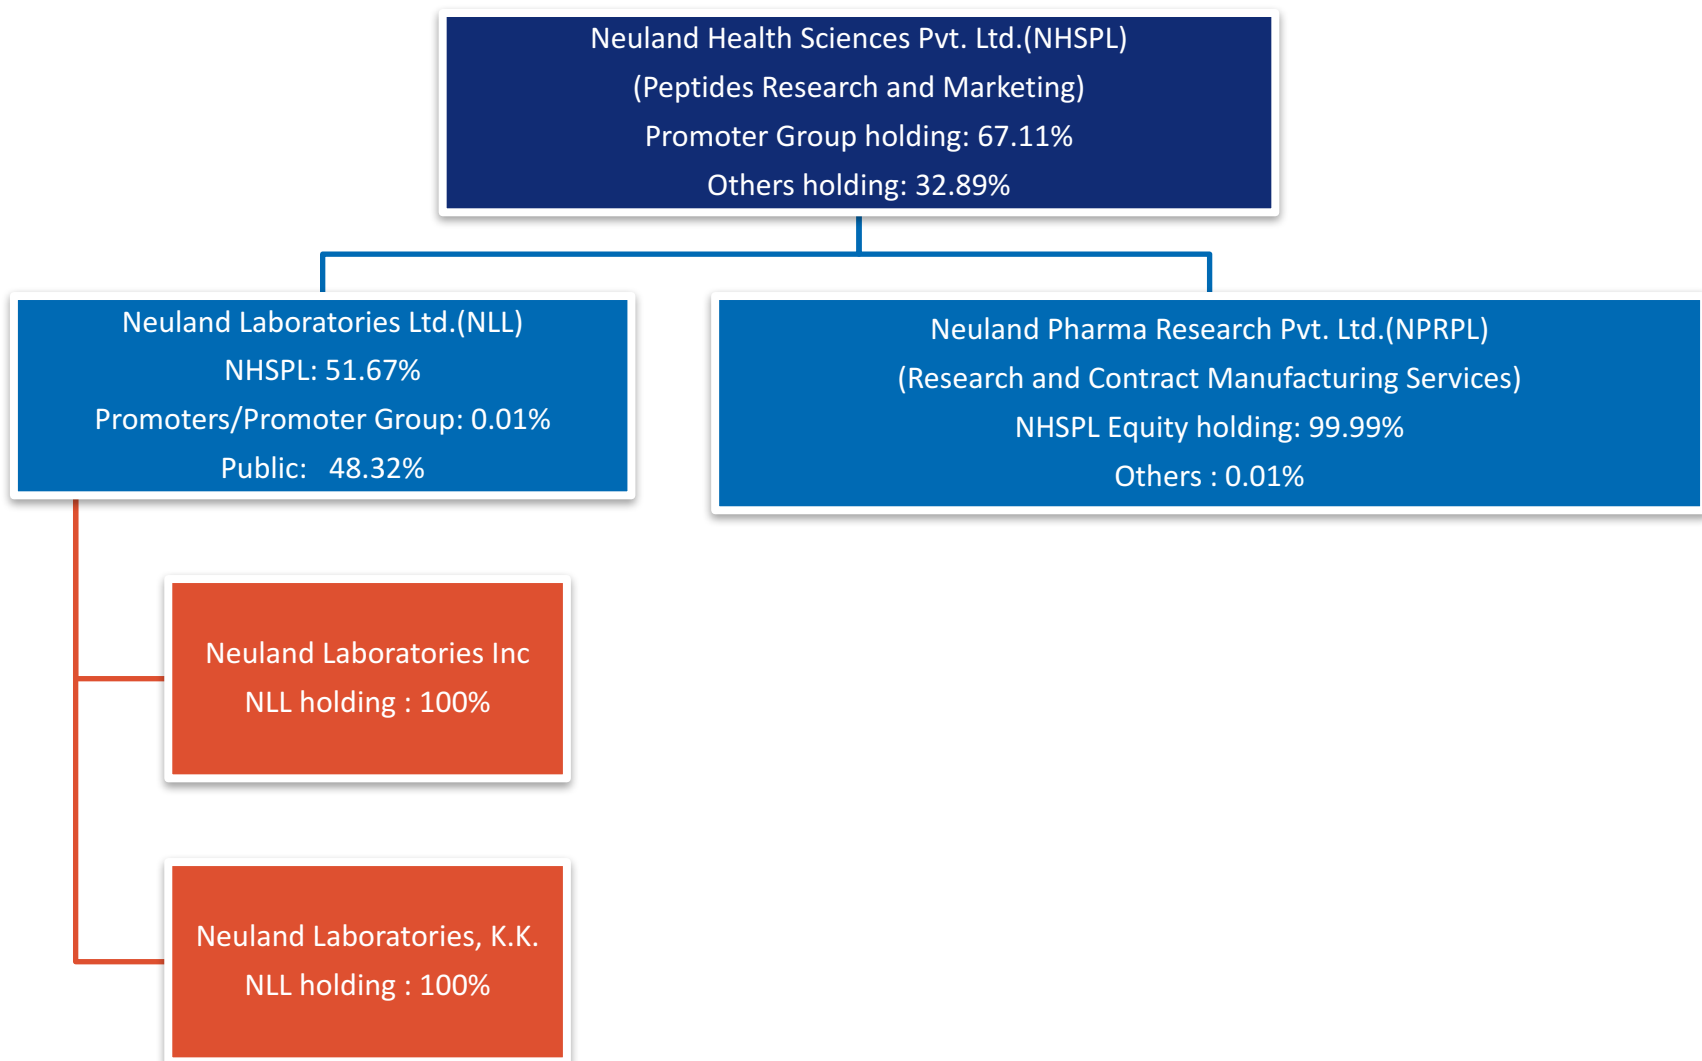 Neuland Health Sciences Pvt. Ltd.(NHSPL)
(Peptides Research and Marketing)
Promoter Group holding: 67.11%
Others holding: 32.89%
Neuland Laboratories Ltd.(NLL)
NHSPL: 51.67%
Promoters/Promoter Group: 0.01%
Public: 48.32%
Neuland Pharma Research Pvt. Ltd.(NPRPL)
(Research and Contract Manufacturing Services)
NHSPL Equity holding: 99.99%
Others : 0.01%
Neuland Laboratories Inc
NLL holding : 100%
Neuland Laboratories, K.K.
NLL holding : 100%